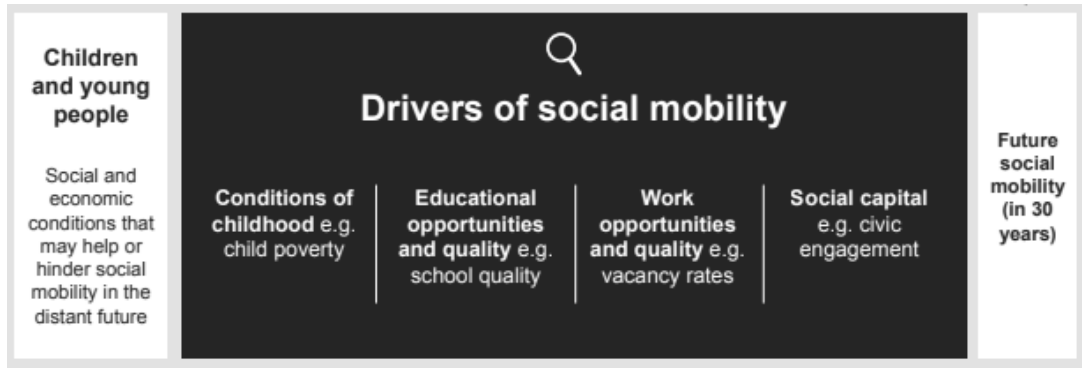 Children
and young
people
Social and
economic
conditions that
may help or
hinder social
mobility in the
distant future
Drivers of social mobility
Conditions of
childhood e.g.
child poverty
Educational
opportunities
and quality e.g.
school quality
Work
opportunities
and quality e.g.
vacancy rates
Social capital
e.g. civic
engagement
Future
social
mobility
(in 30
years)